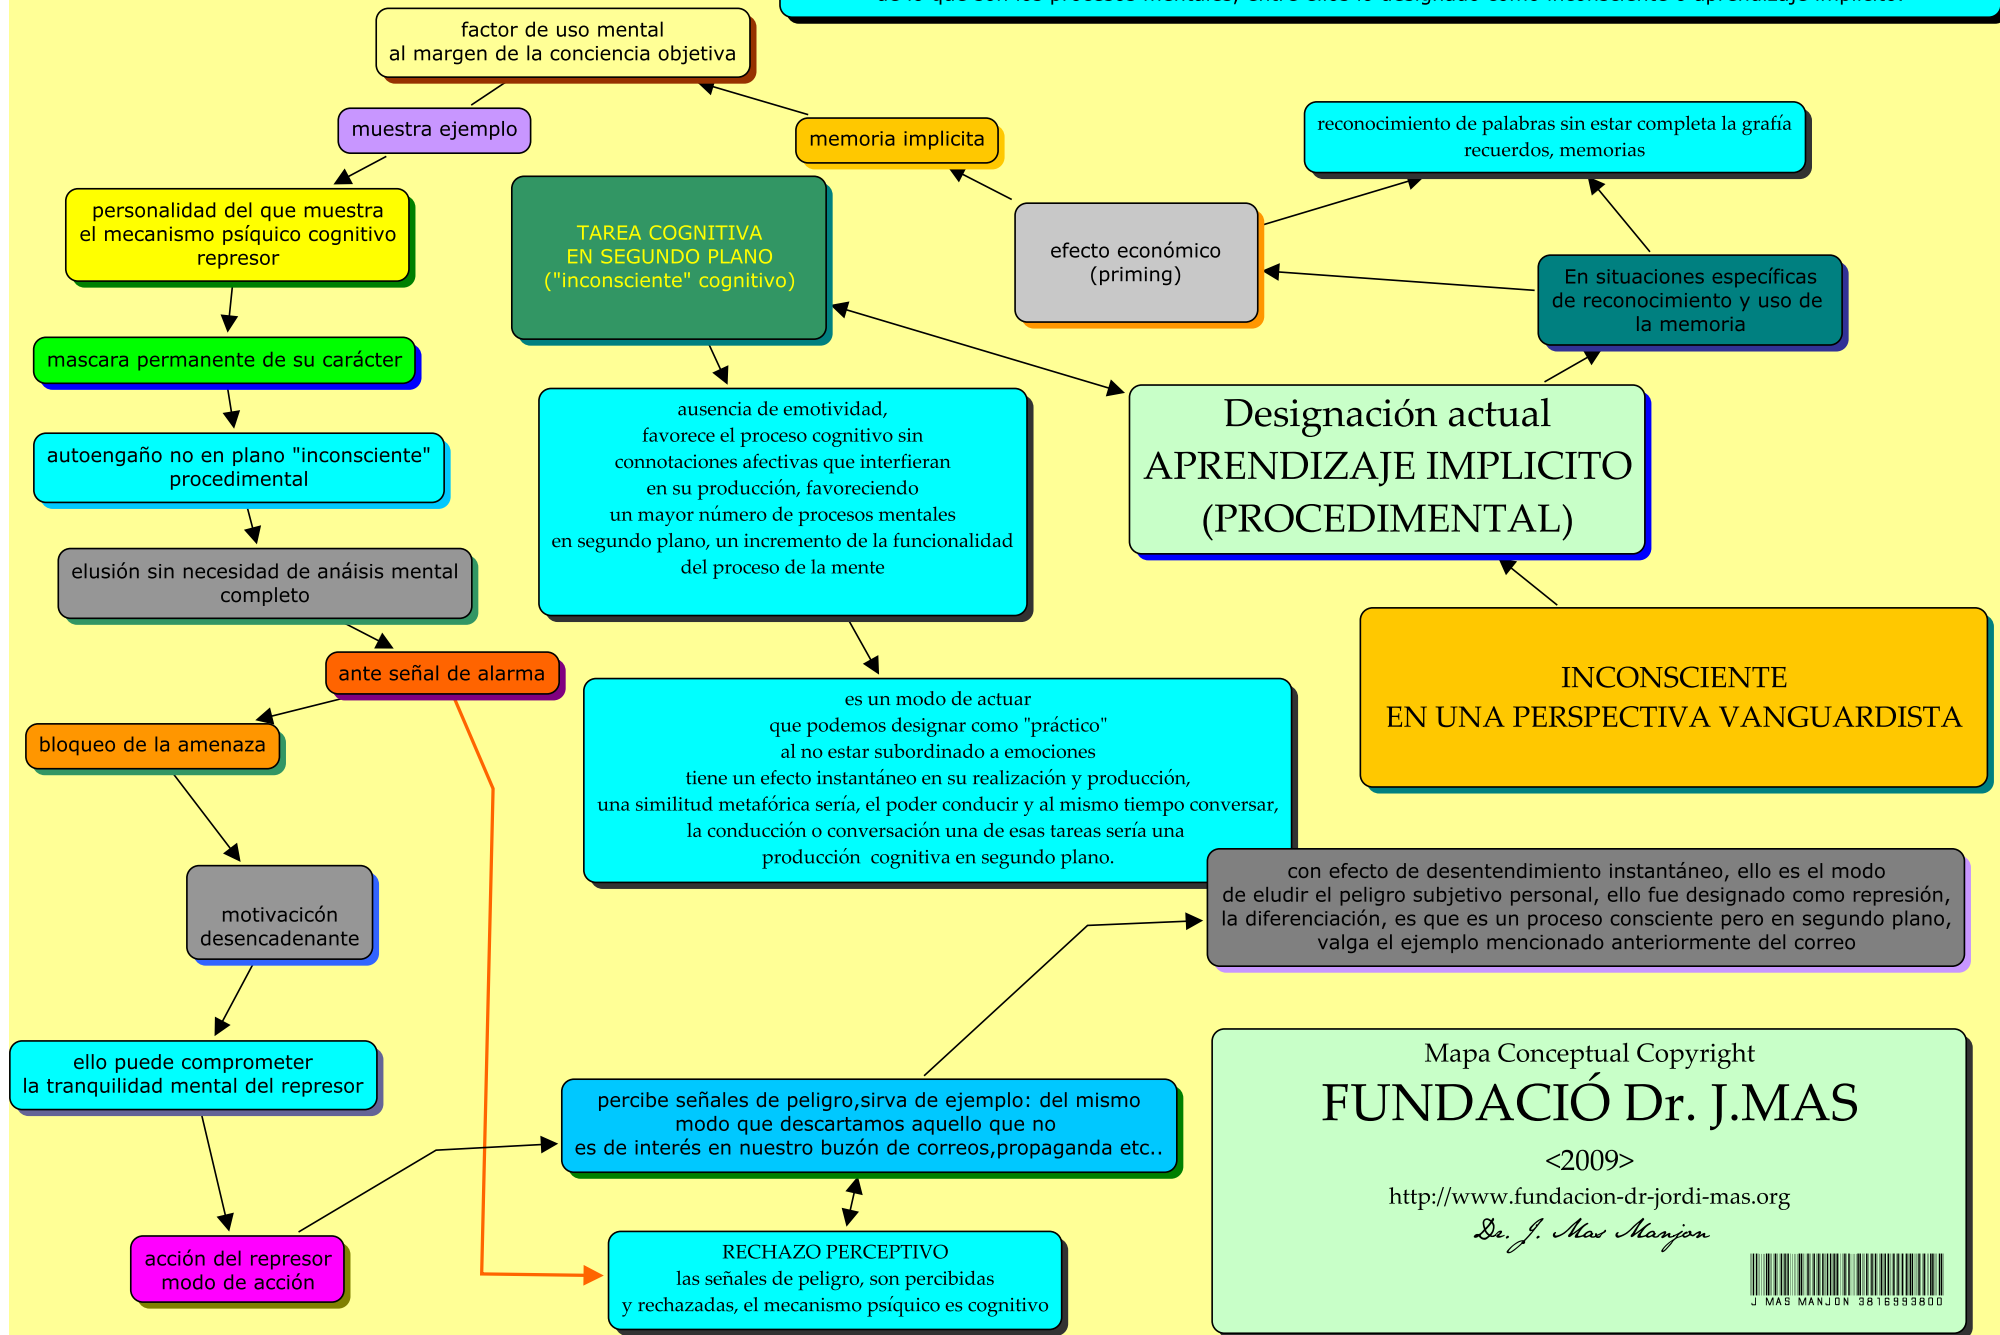 de lo que son los procesos mentales, entre ellos lo designado como inconsciente o aprendizaje implícito.
factor de uso mental
al margen de la conciencia objetiva
muestra ejemplo
memoria implicita
reconocimiento de palabras sin estar completa la grafía
recuerdos, memorias
personalidad del que muestra
el mecanismo psíquico cognitivo
represor
TAREA COGNITIVA
EN SEGUNDO PLANO
("inconsciente" cognitivo)
efecto económico
(priming)
En situaciones específicas
de reconocimiento y uso de
la memoria
mascara permanente de su carácter
ausencia de emotividad,
favorece el proceso cognitivo sin
connotaciones afectivas que interfieran
en su producción, favoreciendo
un mayor número de procesos mentales
en segundo plano, un incremento de la funcionalidad
del proceso de la mente
Designación actual
APRENDIZAJE IMPLICITO
(PROCEDIMENTAL)
autoengaño no en plano "inconsciente"
procedimental
elusión sin necesidad de anáisis mental
completo
ante señal de alarma
INCONSCIENTE
EN UNA PERSPECTIVA VANGUARDISTA
bloqueo de la amenaza
es un modo de actuar
que podemos designar como "práctico"
al no estar subordinado a emociones
tiene un efecto instantáneo en su realización y producción,
una similitud metafórica sería, el poder conducir y al mismo tiempo conversar,
la conducción o conversación una de esas tareas sería una
producción  cognitiva en segundo plano.
con efecto de desentendimiento instantáneo, ello es el modo
de eludir el peligro subjetivo personal, ello fue designado como represión,
la diferenciación, es que es un proceso consciente pero en segundo plano,
valga el ejemplo mencionado anteriormente del correo
motivacicón
desencadenante
ello puede comprometer
la tranquilidad mental del represor
percibe señales de peligro,sirva de ejemplo: del mismo
modo que descartamos aquello que no
es de interés en nuestro buzón de correos,propaganda etc..
acción del represor
modo de acción
RECHAZO PERCEPTIVO
las señales de peligro, son percibidas
y rechazadas, el mecanismo psíquico es cognitivo
Mapa Conceptual Copyright
FUNDACIÓ Dr. J.MAS
<2009>
http://www.fundacion-dr-jordi-mas.org
Dr. J. Mas Manjon
J MAS MANJON 3816993800